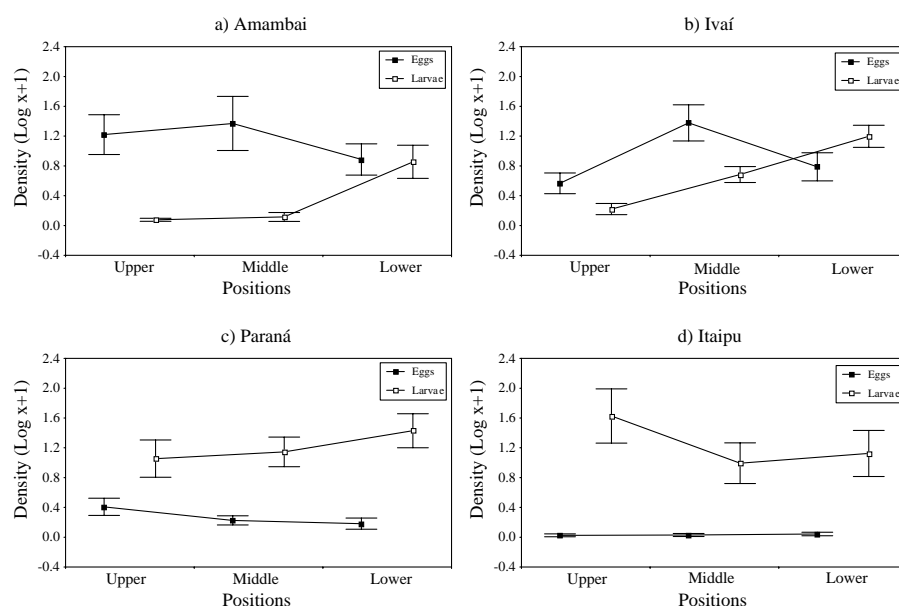 a) Amambai
Density (Log x+1)
2.4
2.0
1.6
1.2
0.8
0.4
0.0
-0.4
Eggs
Larvae
Upper Middle Lower
Positions
b) Ivaí
Density (Log x+1)
2.4
2.0
1.6
1.2
0.8
0.4
0.0
-0.4
Eggs
Larvae
Upper Middle Lower
Positions
c) Paraná
Density (Log x+1)
2.4
2.0
1.6
1.2
0.8
0.4
0.0
-0.4
Eggs
Larvae
Upper Middle Lower
Positions
d) Itaipu
Density (Log x+1)
2.4
2.0
1.6
1.2
0.8
0.4
0.0
-0.4
Eggs
Larvae
Upper Middle Lower
Positions